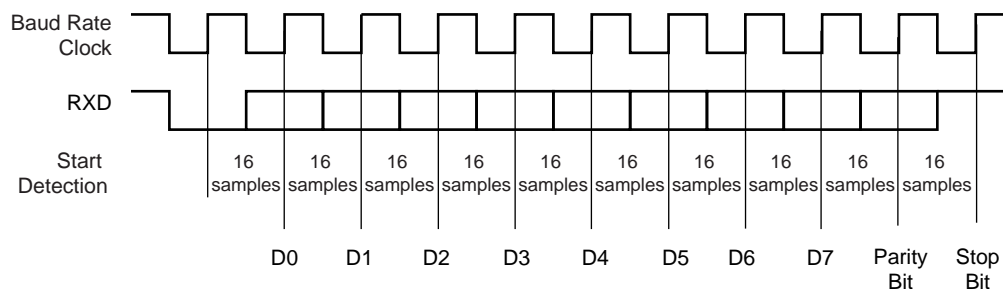 Baud Rate
Clock
RXD
Start
Detection
16 16 16 16 16 16 16 16 16 16
samples samples samples samples samples samples samples samples samples samples
D0 D1 D2 D3 D4 D5 D6 D7 Parity Stop
Bit Bit